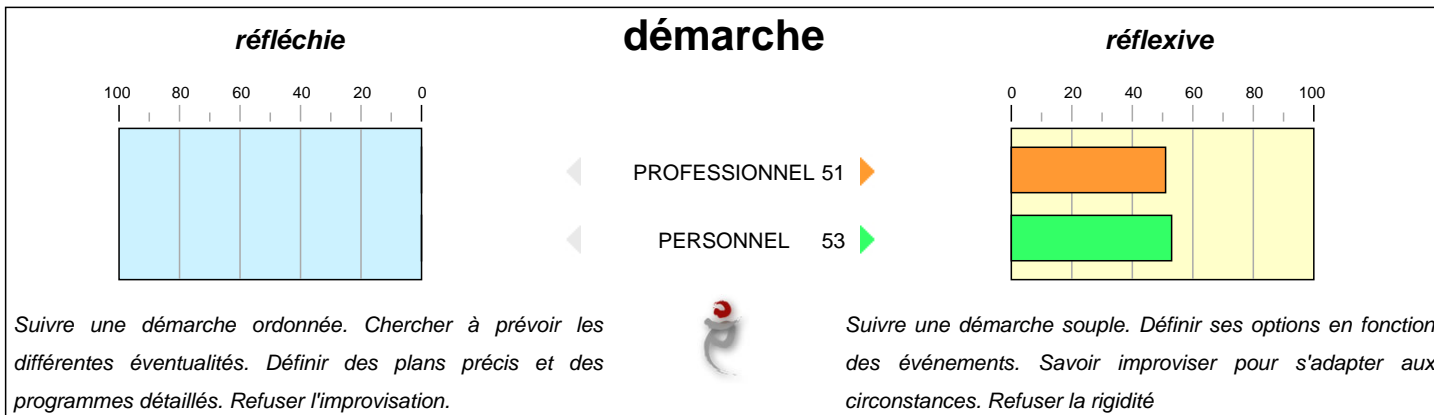 démarche
réfléchie
réflexive
100 80 60 40 20 0
0 20 40 60 80 100
PROFESSIONNEL 51
PERSONNEL 53
Suivre une démarche ordonnée. Chercher à prévoir les
différentes éventualités. Définir des plans précis et des
programmes détaillés. Refuser l'improvisation.
Suivre une démarche souple. Définir ses options en fonction
des événements. Savoir improviser pour s'adapter aux
circonstances. Refuser la rigidité